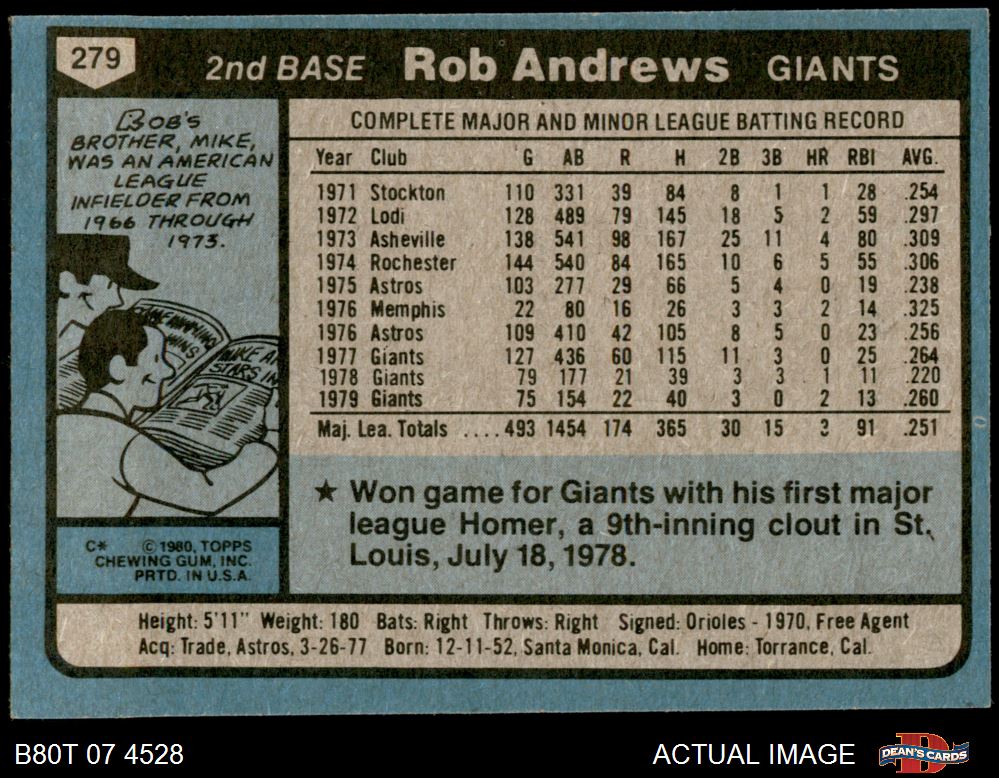 279
2nd BASE Rob Andrews GIANTS
BOB'S
BROTHER, MIKE,
WAS AN AMERICAN
LEAGUE
INFIELDER FROM
1966 THROUGH
1973.
MIKE
STARS IN
C* © 1980, TOPPS
CHEWING GUM, INC.
PRTD. IN U.S.A.
COMPLETE MAJOR AND MINOR LEAGUE BATTING RECORD
Year Club G AB R H 2B 3B HR RBI AVG.
1971 Stockton 110 331 39 84 8 1 1 28 .254
1972 Lodi 128 489 79 145 18 5 2 59 .297
1973 Asheville 138 541 98 167 25 11 4 80 .309
1974 Rochester 144 540 84 165 10 6 5 55 .306
1975 Astros 103 277 29 66 5 4 0 19 .238
1976 Memphis 22 80 16 26 3 3 2 14 .325
1976 Astros 109 410 42 105 8 5 0 23 .256
1977 Giants 127 436 60 115 11 3 0 25 .264
1978 Giants 79 177 21 39 3 3 1 11 .220
1979 Giants 75 154 22 40 3 0 2 13 .260
Maj. Lea. Totals ....493 1454 174 365 30 15 3 91 .251
★ Won game for Giants with his first major
league Homer, a 9th-inning clout in St.
Louis, July 18, 1978.
Height: 5'11" Weight: 180 Bats: Right Throws: Right Signed: Orioles - 1970, Free Agent
Acq: Trade, Astros, 3-26-77 Born: 12-11-52, Santa Monica, Cal. Home: Torrance, Cal.
B80T 07 4528 ACTUAL IMAGE
DEAN'S CARDS